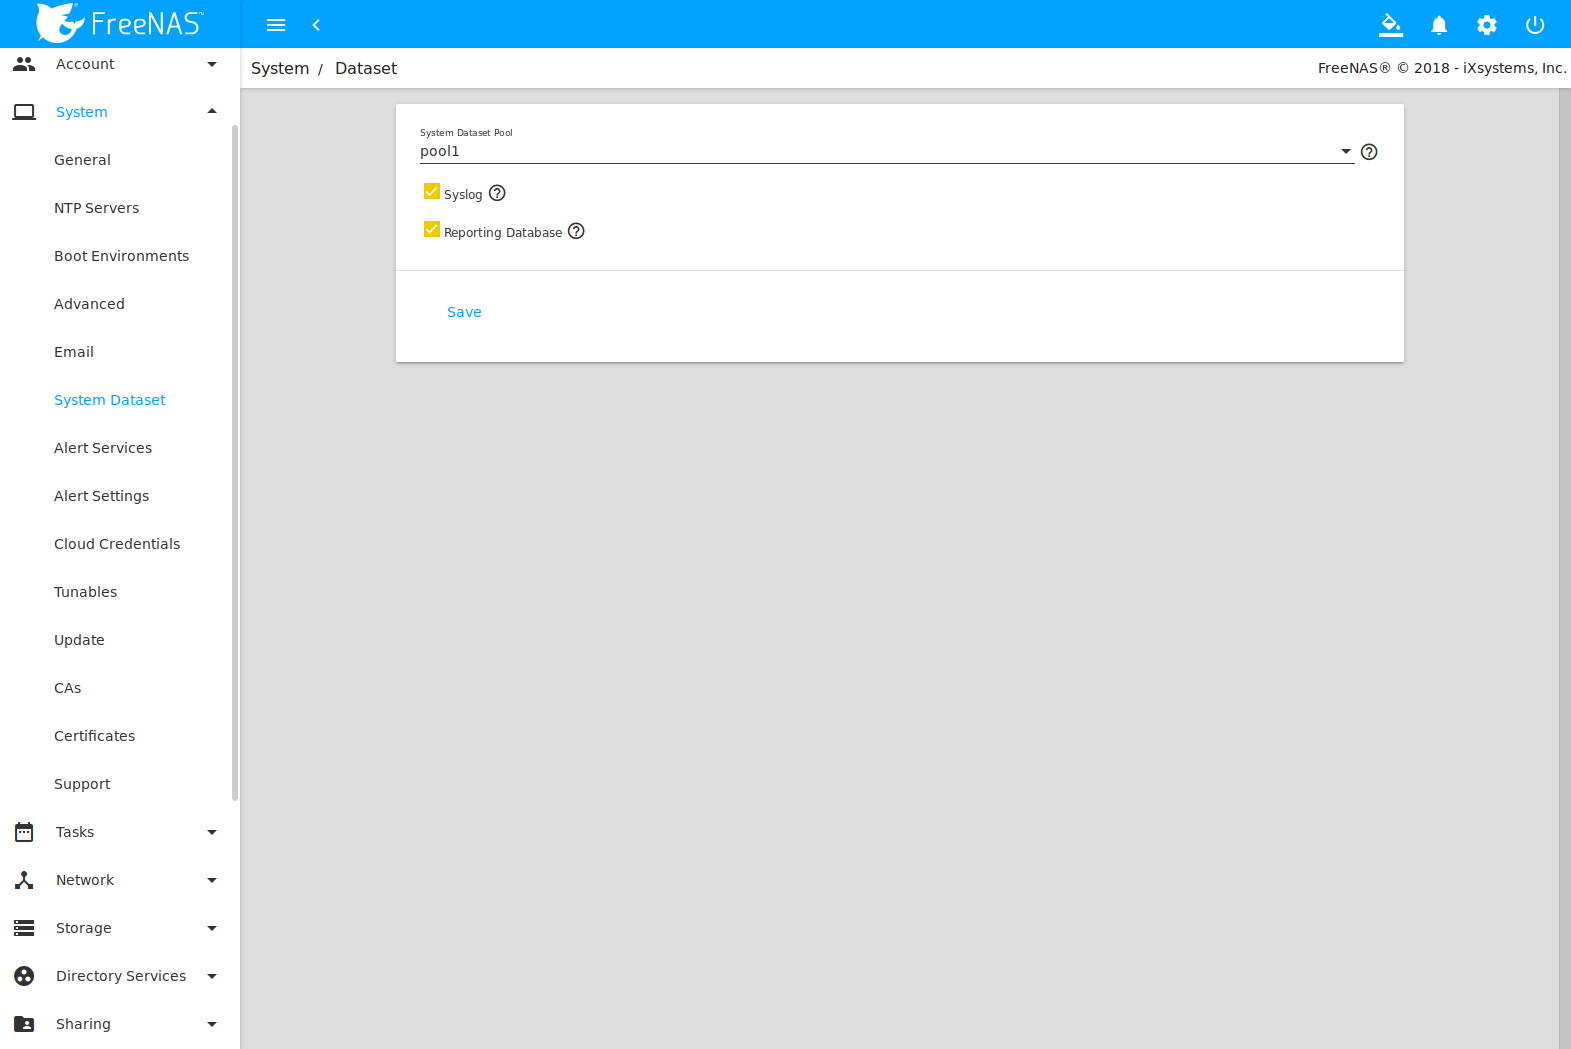 FreeNAS™
Account
System
General
NTP Servers
Boot Environments
Advanced
Email
System Dataset
Alert Services
Alert Settings
Cloud Credentials
Tunables
Update
CAs
Certificates
Support
Tasks
Network
Storage
Directory Services
Sharing
System / Dataset
FreeNAS® © 2018 - iXsystems, Inc.
System Dataset Pool
pool1
Syslog
Reporting Database
Save